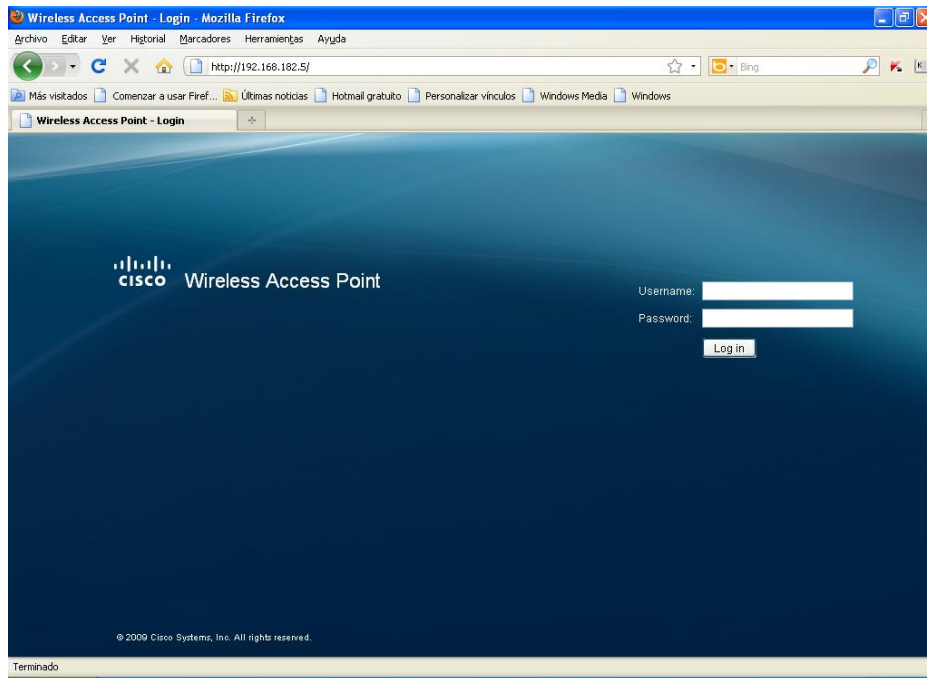 Wireless Access Point - Login - Mozilla Firefox
Archivo Editar Ver Historial Marcadores Herramientas Ayuda
http://192.168.182.5/
Bing
K
Más visitados Comenzar a usar Firef... Últimas noticias Hotmail gratuito Personalizar vínculos Windows Media Windows
Wireless Access Point - Login
CISCO Wireless Access Point
Username:
Password:
Log in
© 2009 Cisco Systems, Inc. All rights reserved.
Terminado